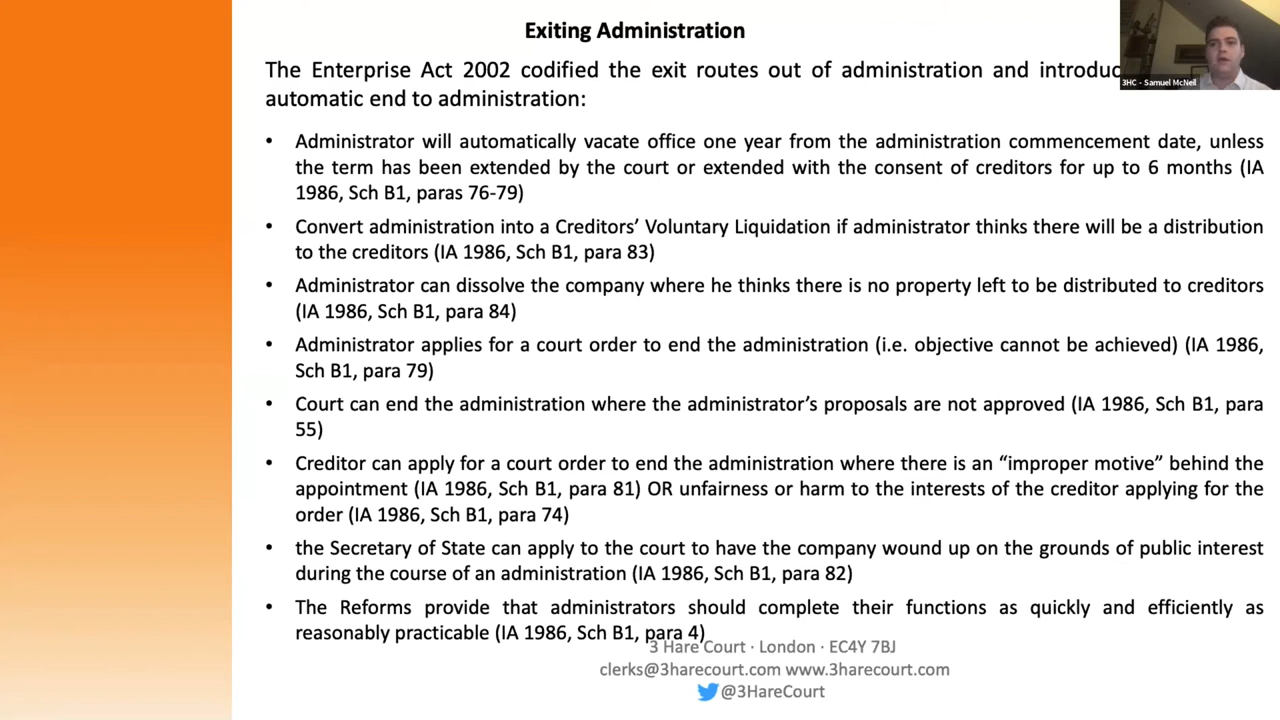 Exiting Administration
The Enterprise Act 2002 codified the exit routes out of administration and introduc
automatic end to administration:
• Administrator will automatically vacate office one year from the administration commencement date, unless
the term has been extended by the court or extended with the consent of creditors for up to 6 months (IA
1986, Sch B1, paras 76-79)
• Convert administration into a Creditors’ Voluntary Liquidation if administrator thinks there will be a distribution
to the creditors (IA 1986, Sch B1, para 83)
• Administrator can dissolve the company where he thinks there is no property left to be distributed to creditors
(IA 1986, Sch B1, para 84)
• Administrator applies for a court order to end the administration (i.e. objective cannot be achieved) (IA 1986,
Sch B1, para 79)
• Court can end the administration where the administrator’s proposals are not approved (IA 1986, Sch B1, para
55)
• Creditor can apply for a court order to end the administration where there is an “improper motive” behind the
appointment (IA 1986, Sch B1, para 81) OR unfairness or harm to the interests of the creditor applying for the
order (IA 1986, Sch B1, para 74)
• the Secretary of State can apply to the court to have the company wound up on the grounds of public interest
during the course of an administration (IA 1986, Sch B1, para 82)
• The Reforms provide that administrators should complete their functions as quickly and efficiently as
reasonably practicable (IA 1986, Sch B1, para 4)
3 Hare Court · London · EC4Y 7BJ
clerks@3harecourt.com www.3harecourt.com
@3HareCourt
3HC - Samuel McNeil